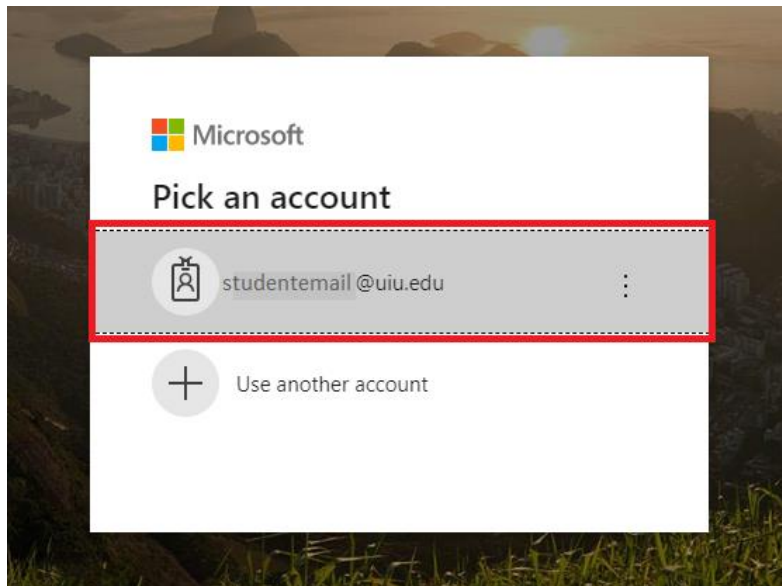 Microsoft
Pick an account
studentemail @uiu.edu
Use another account